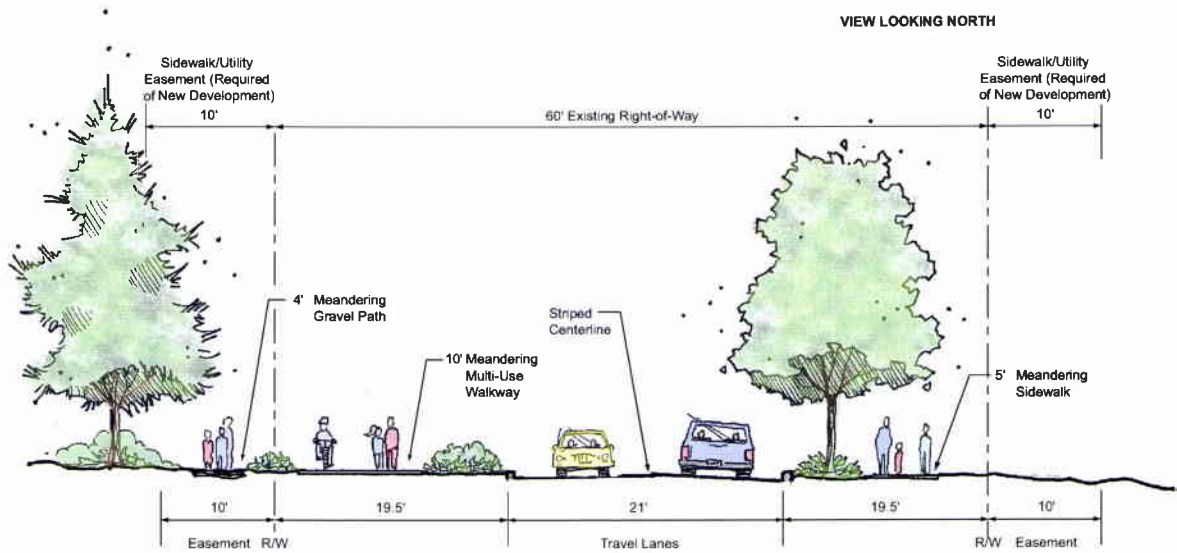 VIEW LOOKING NORTH
Sidewalk/Utility
Easement (Required
of New Development)
10'
60' Existing Right-of-Way
Sidewalk/Utility
Easement (Required
of New Development)
10'
4' Meandering
Gravel Path
10' Meandering
Multi-Use
Walkway
Striped
Centerline
5' Meandering
Sidewalk
10'
19.5'
21'
19.5'
10'
Easement R/W
Travel Lanes
R/W Easement